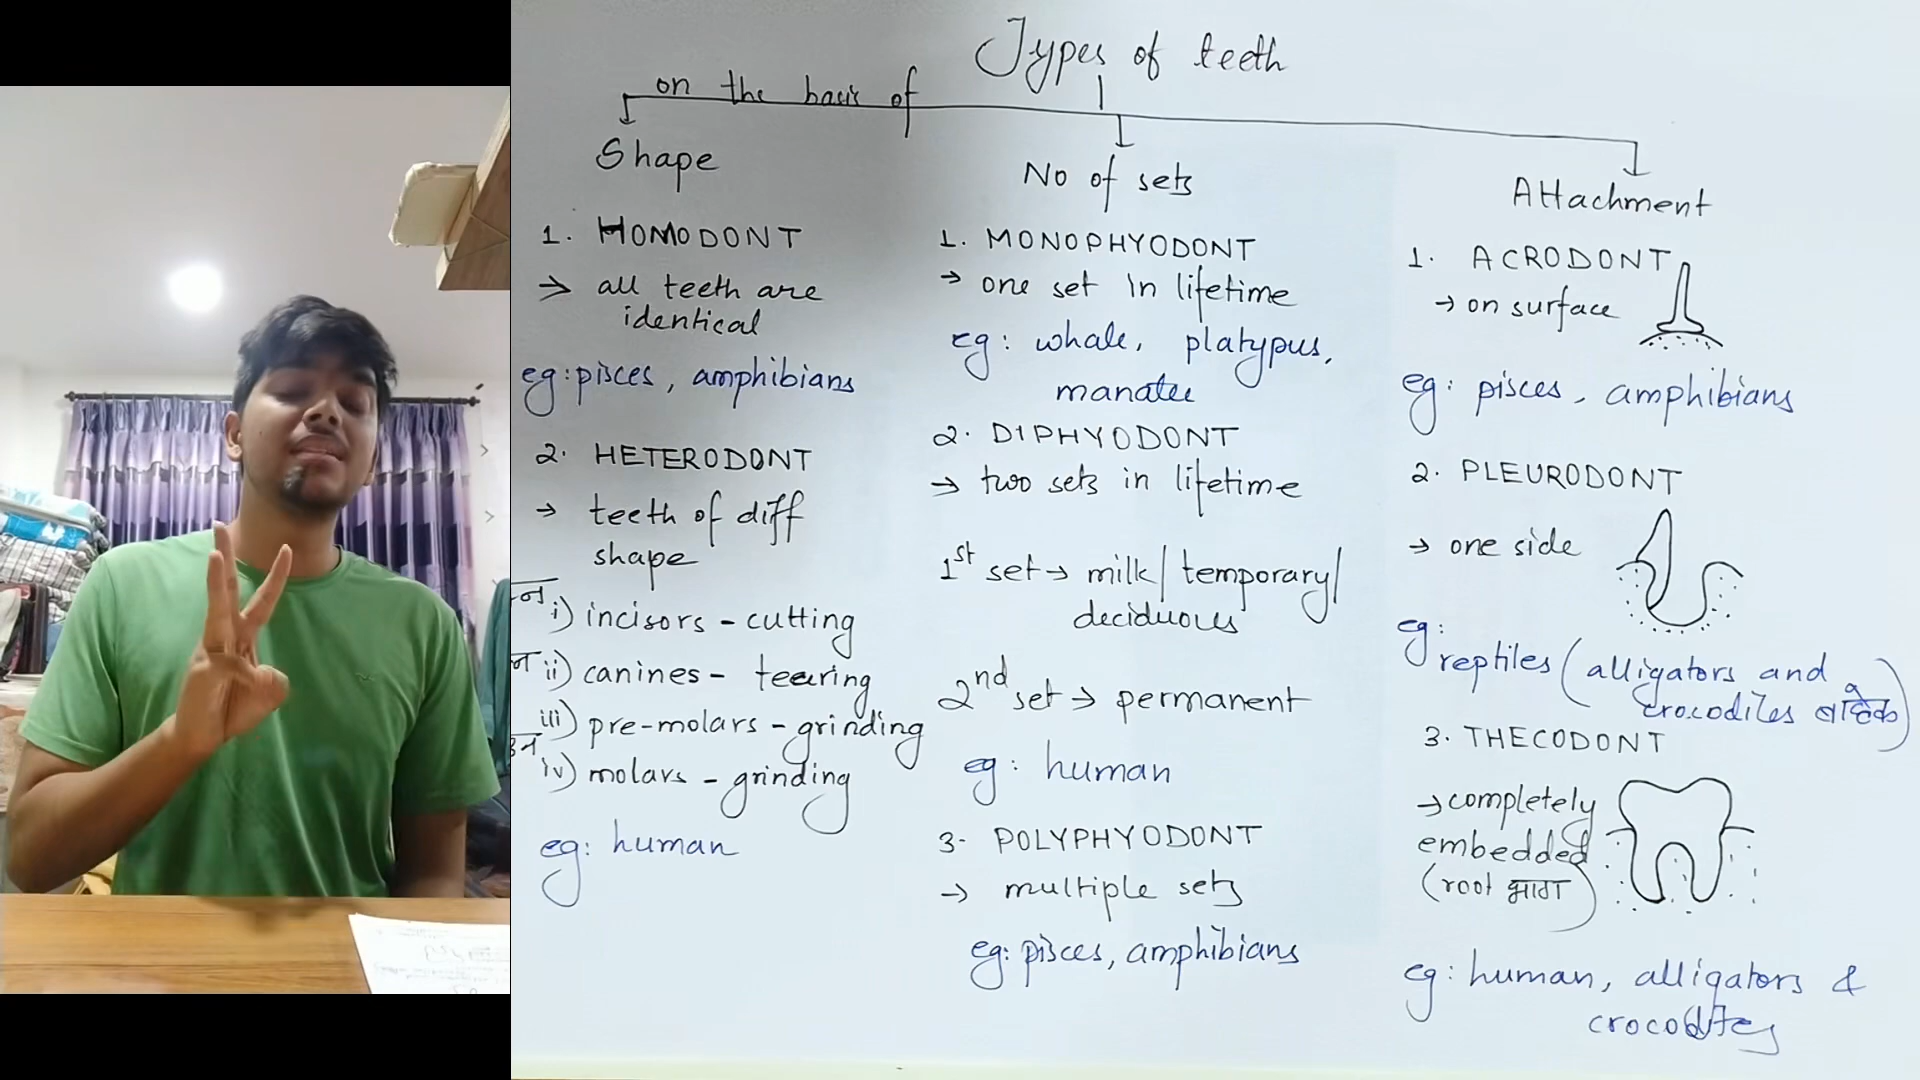 Types of teeth
on the basis of
Shape
1. HOMODONT
→ all teeth are
identical
eg: pisces, amphibians
2. HETERODONT
→ teeth of diff
shape
i) incisors - cutting
ii) canines - tearing
iii) pre-molars - grinding
iv) molars - grinding
eg: human
No of sets
1. MONOPHYODONT
→ one set in lifetime
eg: whale, platypus,
manatee
2. DIPHYODONT
→ two sets in lifetime
1st set → milk/temporary/
deciduous
2nd set → permanent
eg: human
3- POLYPHYODONT
→ multiple sets
eg: pisces, amphibians
Attachment
1. ACRODONT
→ on surface
eg: pisces, amphibians
2. PLEURODONT
→ one side
eg:
reptiles (alligators and
crocodiles बाहेक)
3. THECODONT
→ completely
embedded
(root भाग)
eg: human, alligators &
crocodiles